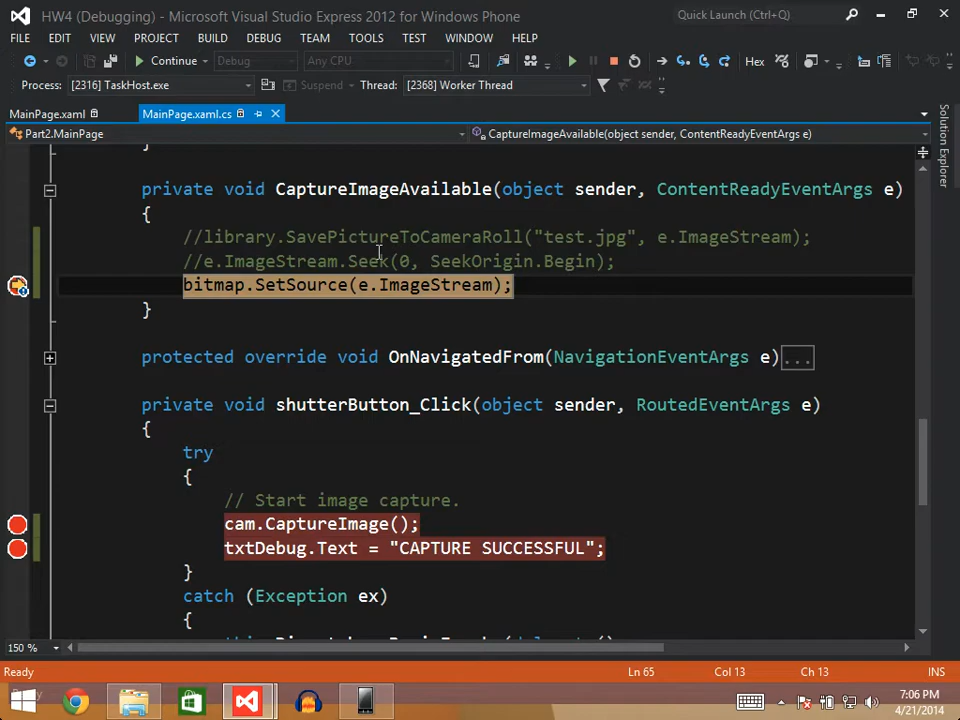 HW4 (Debugging) - Microsoft Visual Studio Express 2012 for Windows Phone
Quick Launch (Ctrl+Q)
FILE EDIT VIEW PROJECT BUILD DEBUG TEAM TOOLS TEST WINDOW HELP
Continue Debug Any CPU Hex
Process: [2316] TaskHost.exe Suspend Thread: [2368] Worker Thread
MainPage.xaml MainPage.xaml.cs
Part2.MainPage CaptureImageAvailable(object sender, ContentReadyEventArgs e)
Solution Explorer
}
private void CaptureImageAvailable(object sender, ContentReadyEventArgs e)
{
//library.SavePictureToCameraRoll("test.jpg", e.ImageStream);
//e.ImageStream.Seek(0, SeekOrigin.Begin);
bitmap.SetSource(e.ImageStream);
}
protected override void OnNavigatedFrom(NavigationEventArgs e)...
private void shutterButton_Click(object sender, RoutedEventArgs e)
{
try
{
// Start image capture.
cam.CaptureImage();
txtDebug.Text = "CAPTURE SUCCESSFUL";
}
catch (Exception ex)
{
150 %
Ready Ln 65 Col 13 Ch 13 INS
7:06 PM
4/21/2014